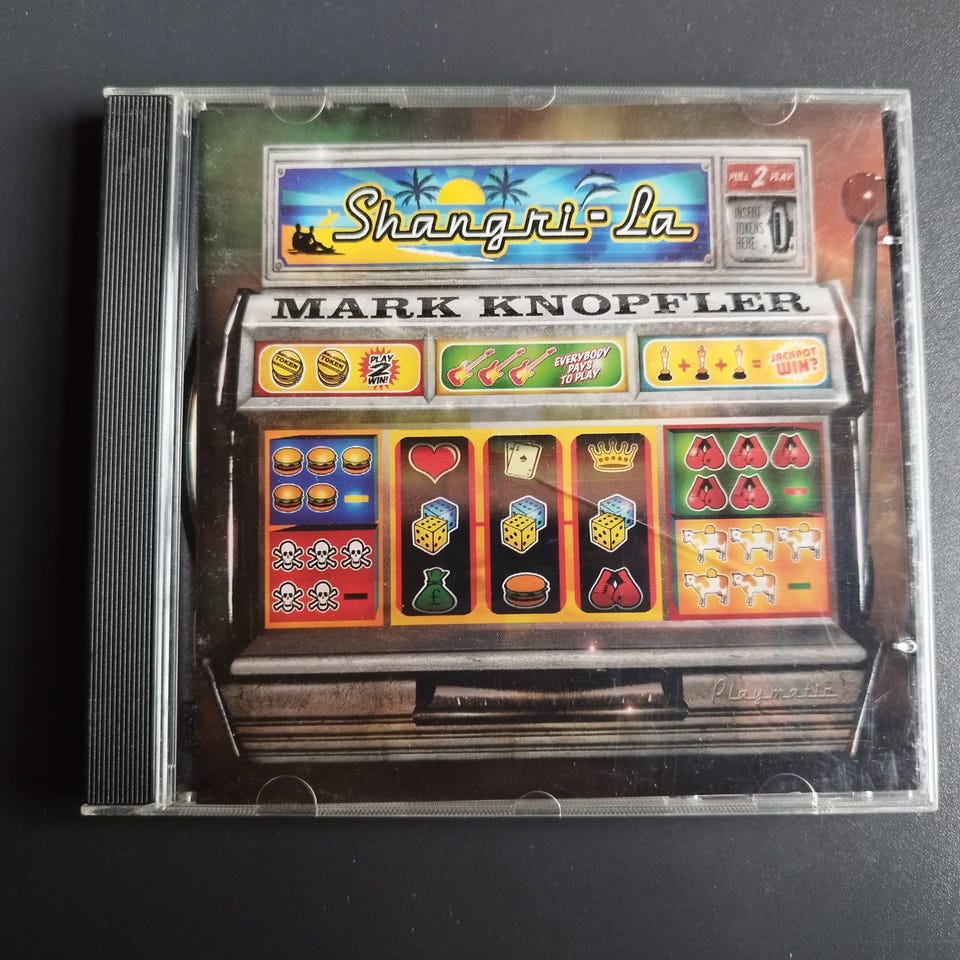 Shangri-La
PULL 2 PLAY
INSERT
TOKENS
HERE
MARK KNOPFLER
TOKEN
TOKEN
PLAY
2
WIN!
EVERYBODY
PAYS
TO PLAY
+ + =
JACKPOT
WIN?
£
Playmatic